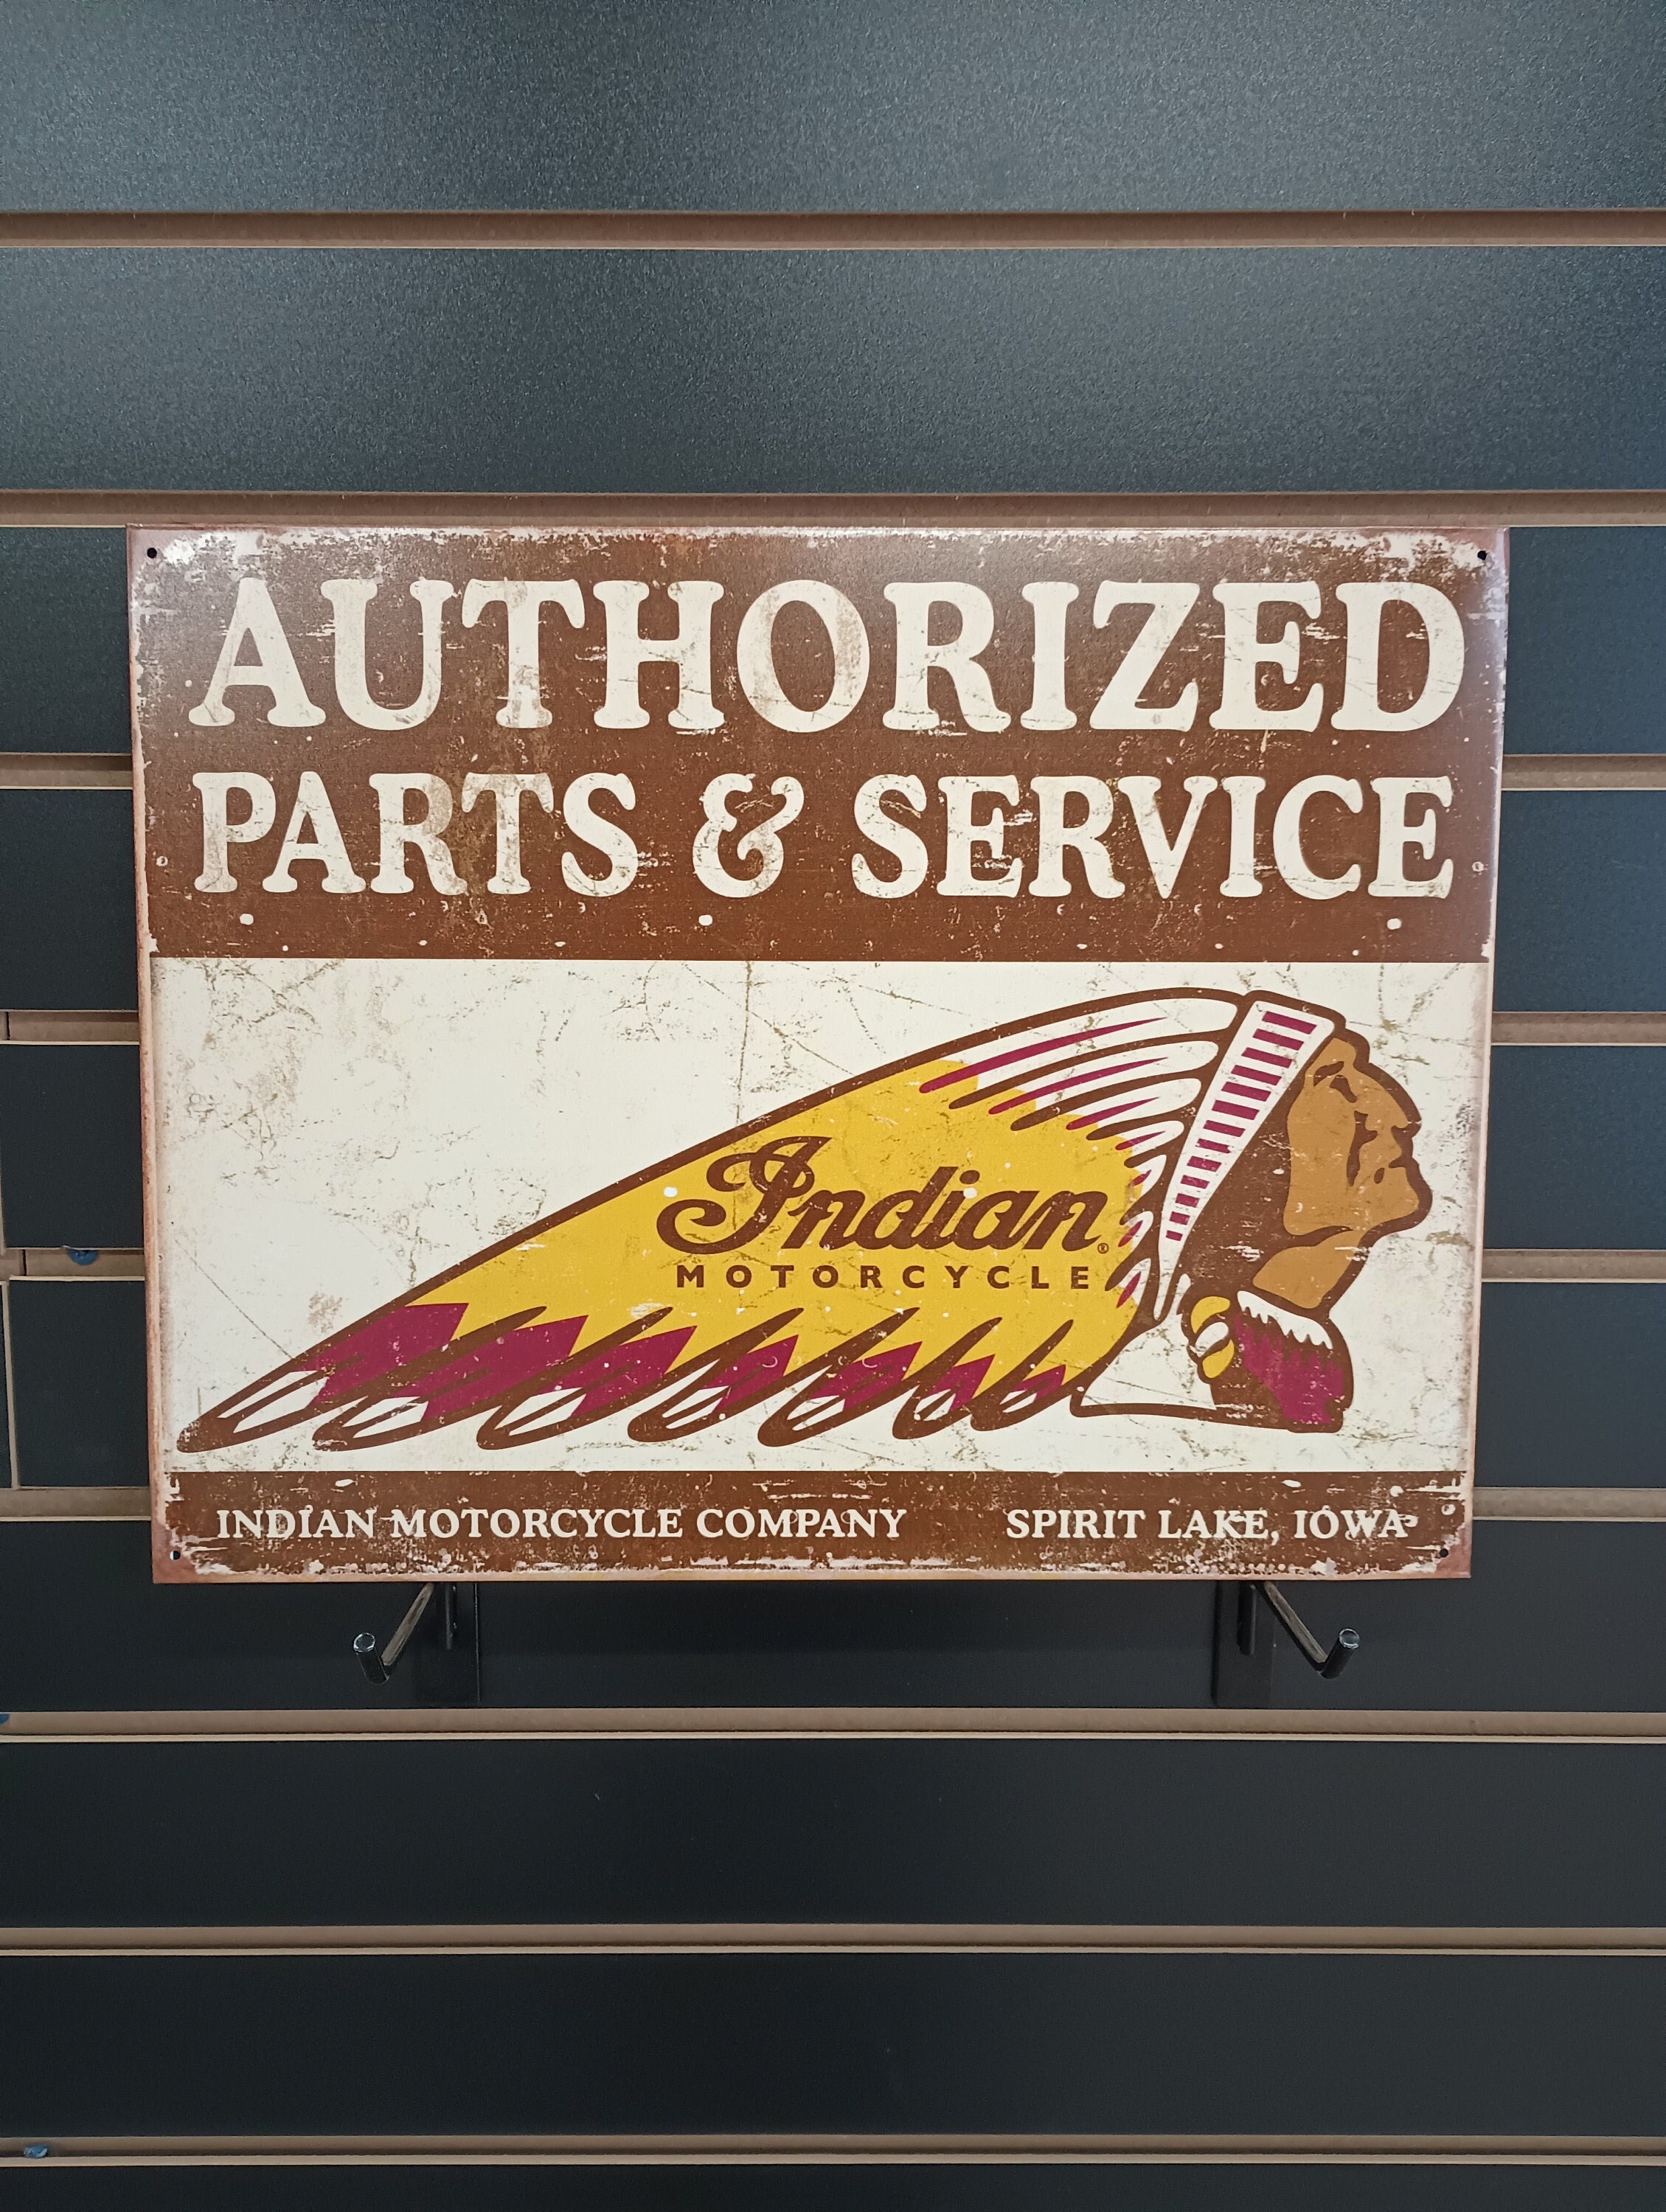 AUTHORIZED
PARTS & SERVICE
Indian®
MOTORCYCLE
INDIAN MOTORCYCLE COMPANY SPIRIT LAKE, IOWA